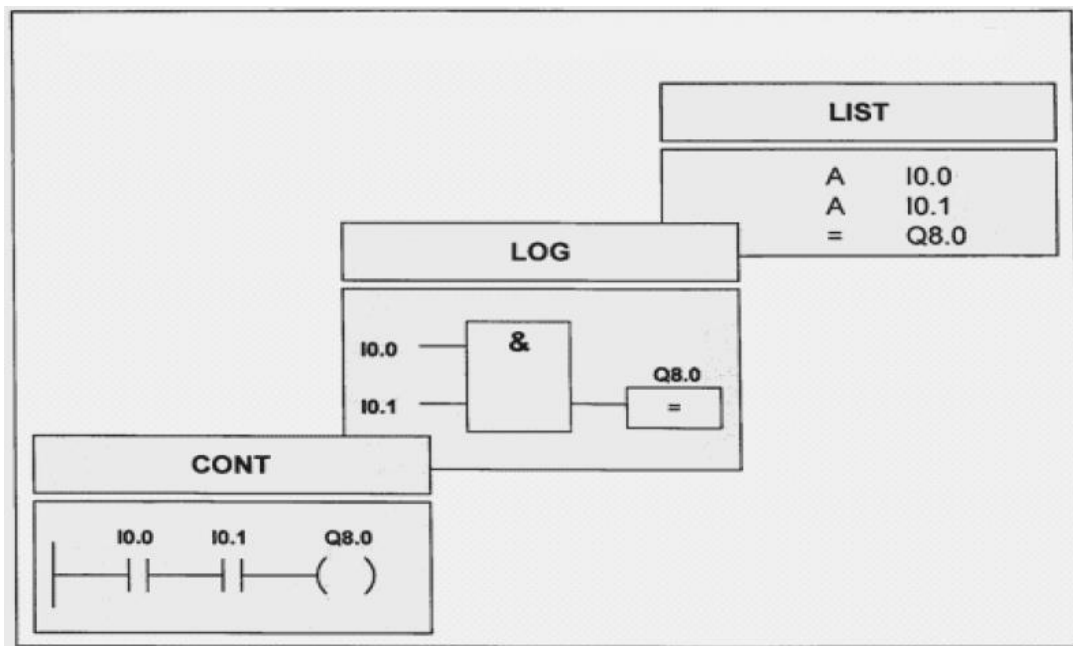 LIST
A I0.0
A I0.1
= Q8.0
LOG
I0.0
&
I0.1
Q8.0
=
CONT
I0.0 I0.1 Q8.0
( )